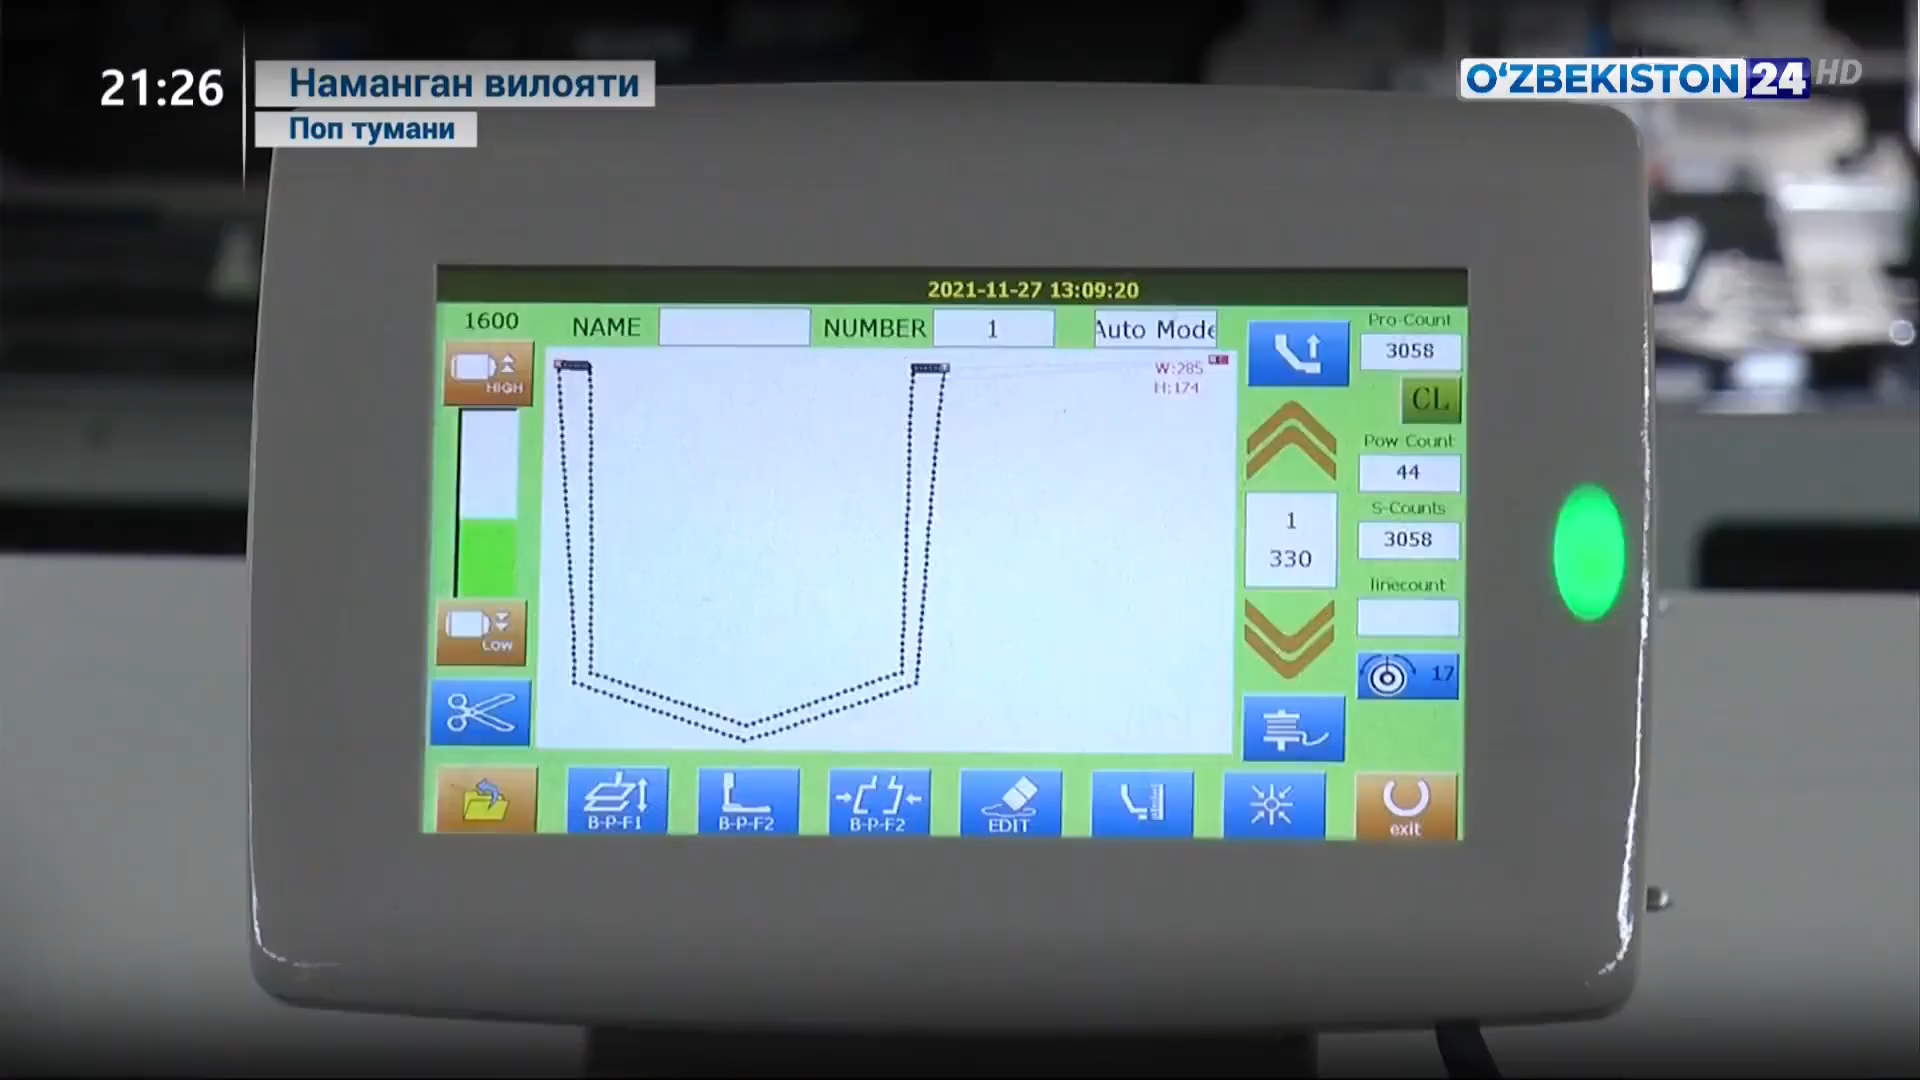 21:26
Наманган вилояти
Поп тумани
O‘ZBEKISTON 24 HD
2021-11-27 13:09:20
1600
NAME
NUMBER
1
Auto Mode
Pro-Count
3058
HIGH
W:285
H:174
CL
Pow Count
44
1
330
S-Counts
3058
linecount
LOW
17
B-P-F1
B-P-F2
B-P-F2
EDIT
exit